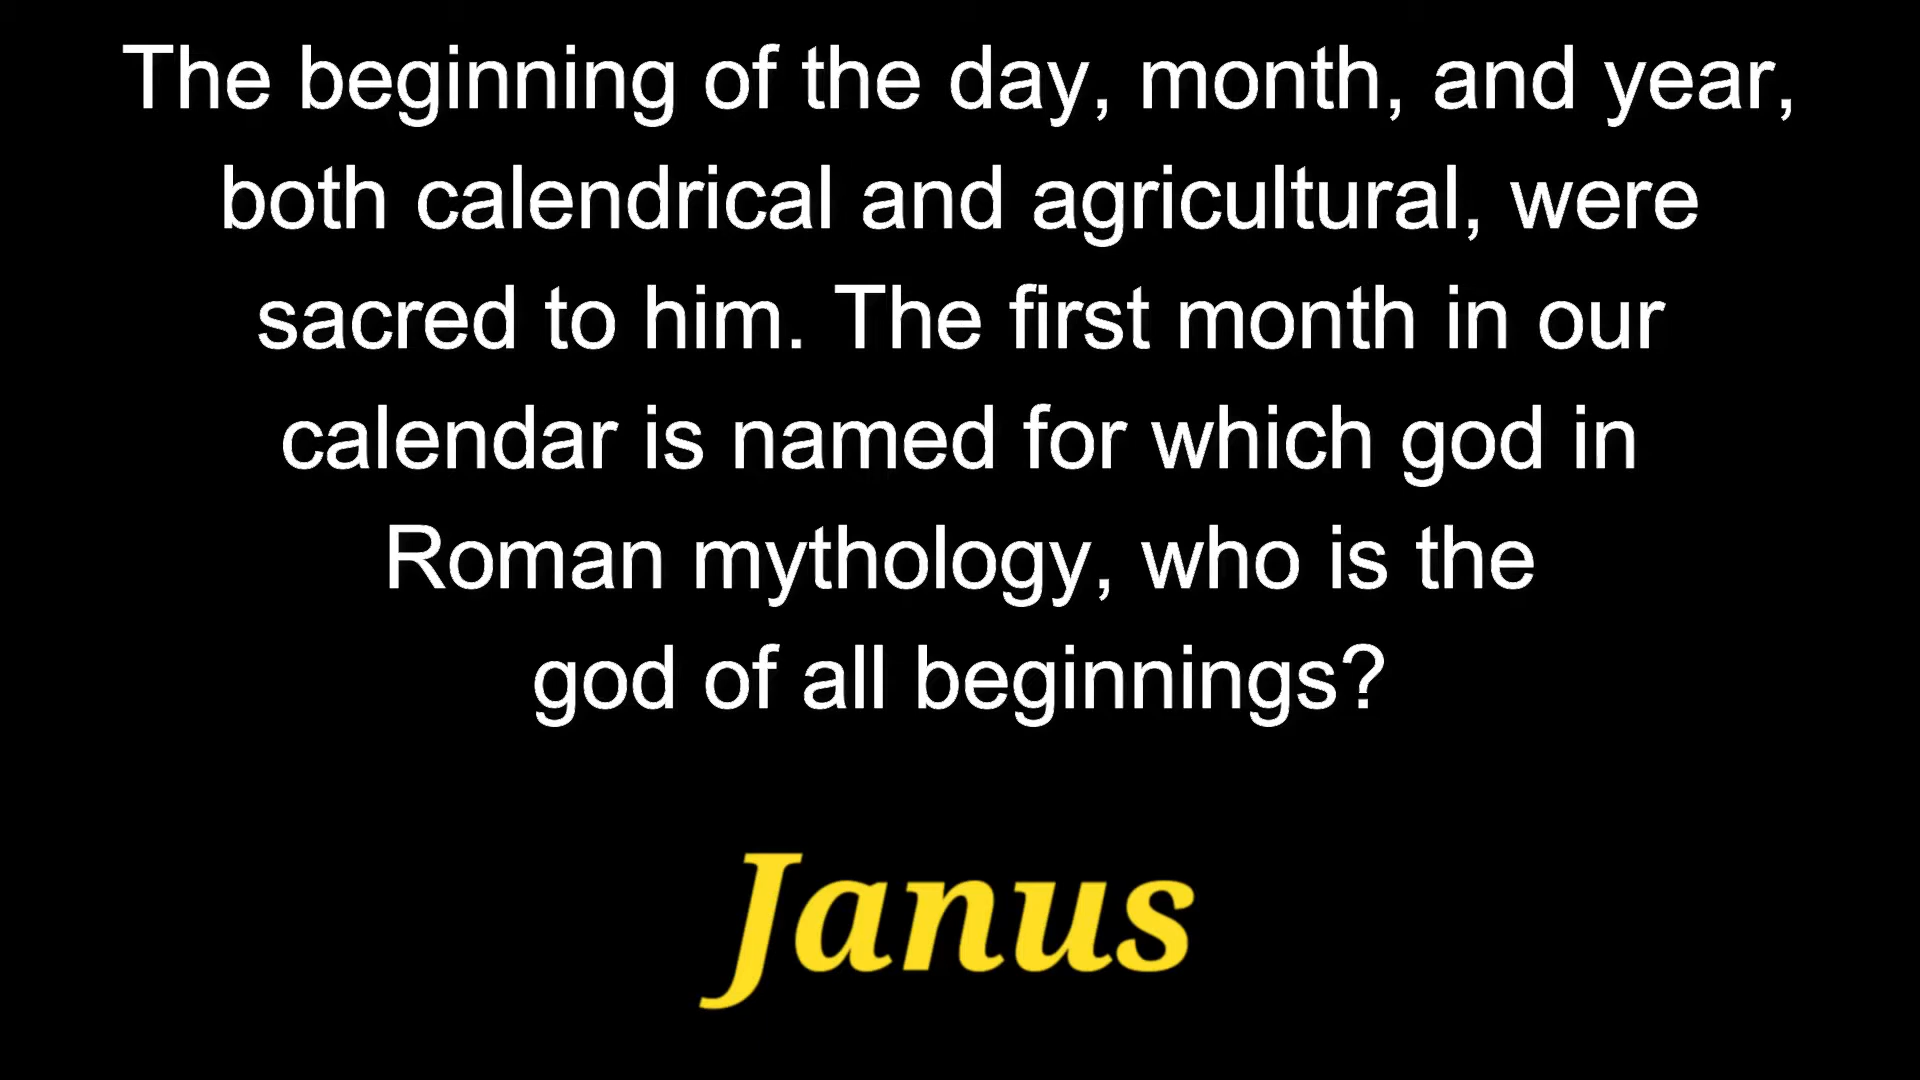 The beginning of the day, month, and year,
both calendrical and agricultural, were
sacred to him. The first month in our
calendar is named for which god in
Roman mythology, who is the
god of all beginnings?
Janus